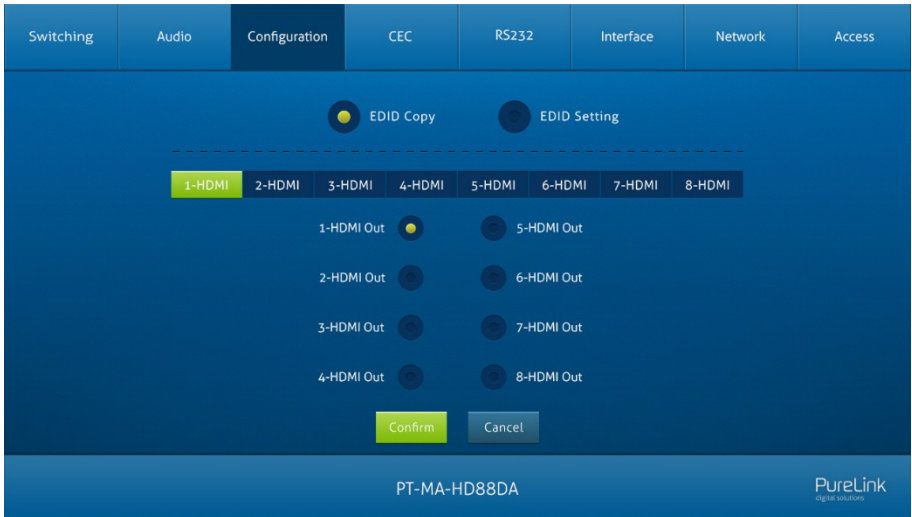 Switching Audio Configuration CEC RS232 Interface Network Access
EDID Copy EDID Setting
1-HDMI 2-HDMI 3-HDMI 4-HDMI 5-HDMI 6-HDMI 7-HDMI 8-HDMI
1-HDMI Out 5-HDMI Out
2-HDMI Out 6-HDMI Out
3-HDMI Out 7-HDMI Out
4-HDMI Out 8-HDMI Out
Confirm Cancel
PT-MA-HD88DA
PureLink
digital solutions